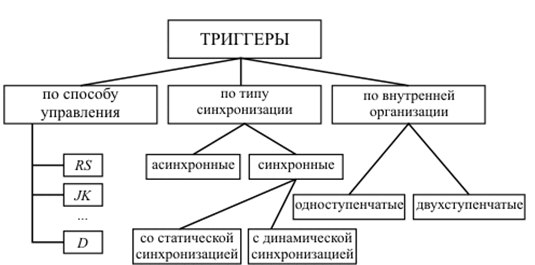 ТРИГГЕРЫ
по способу
управления
по типу
синхронизации
по внутренней
организации
RS
JK
...
D
асинхронные
синхронные
со статической
синхронизацией
с динамической
синхронизацией
одноступенчатые
двухступенчатые